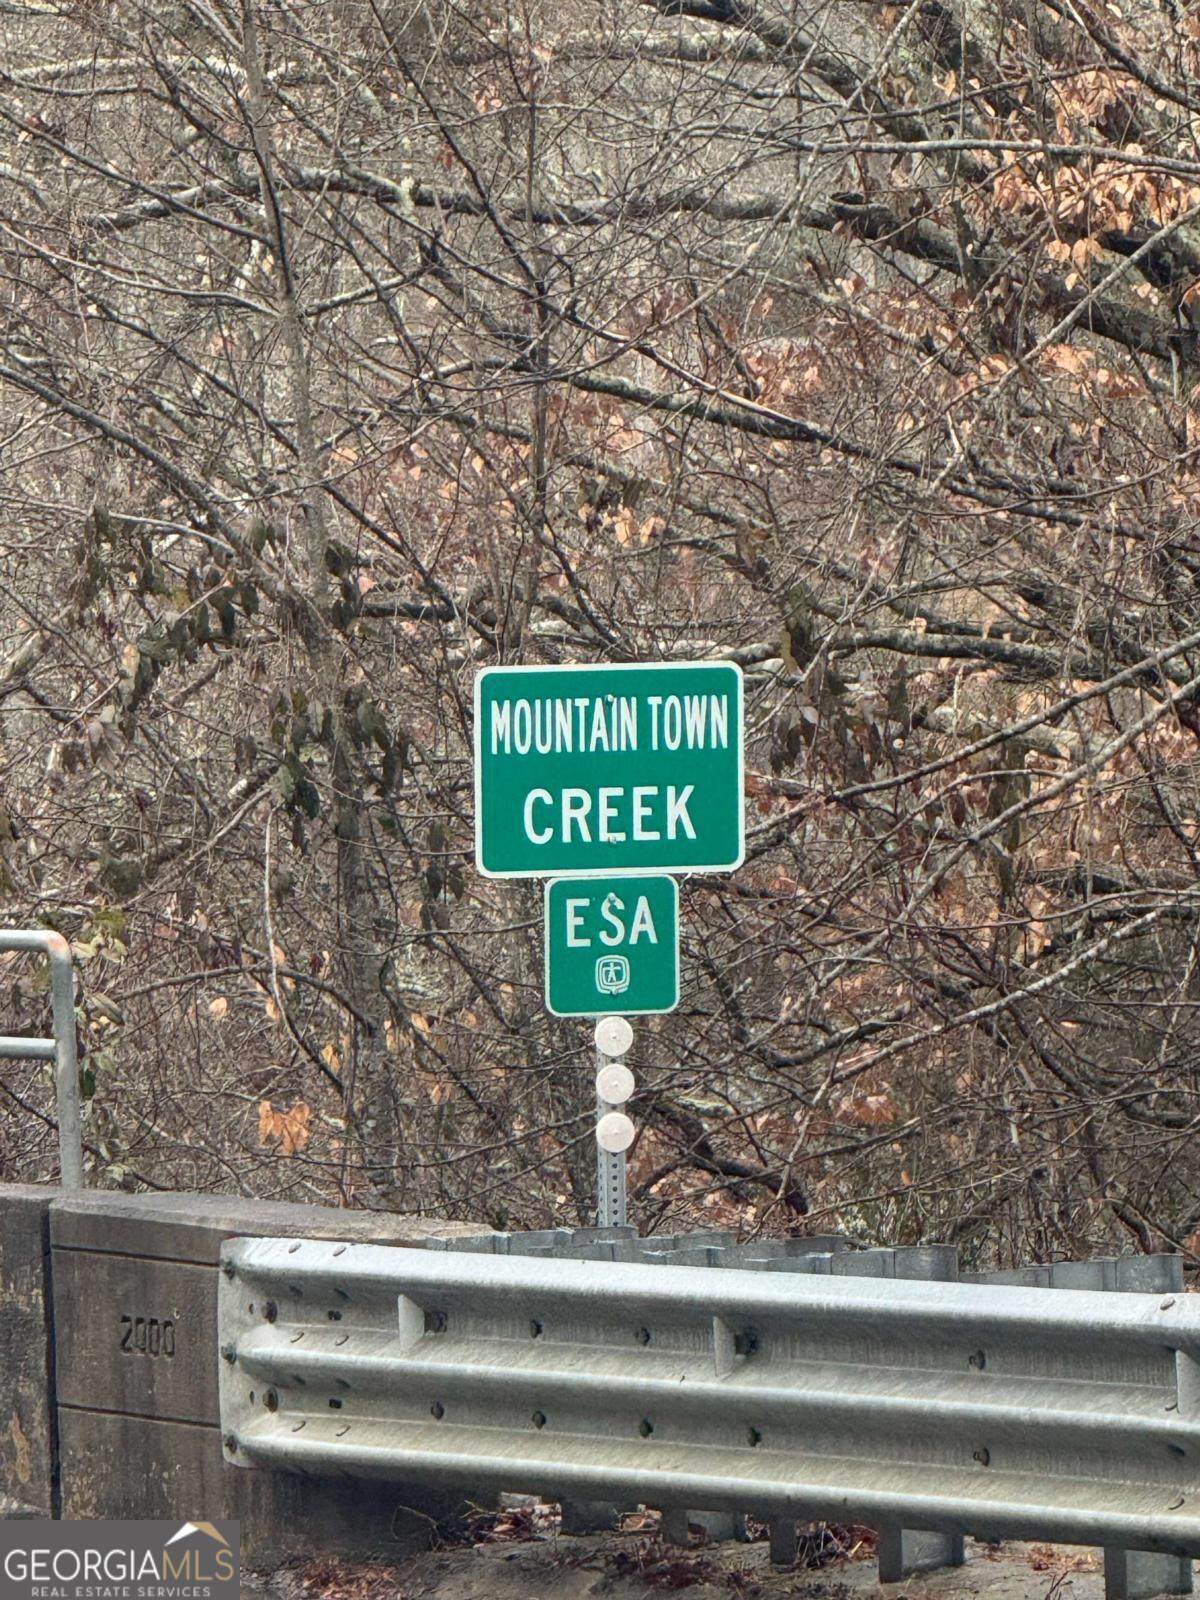 MOUNTAIN TOWN
CREEK
ESA
2000
GEORGIAMLS
REAL ESTATE SERVICES